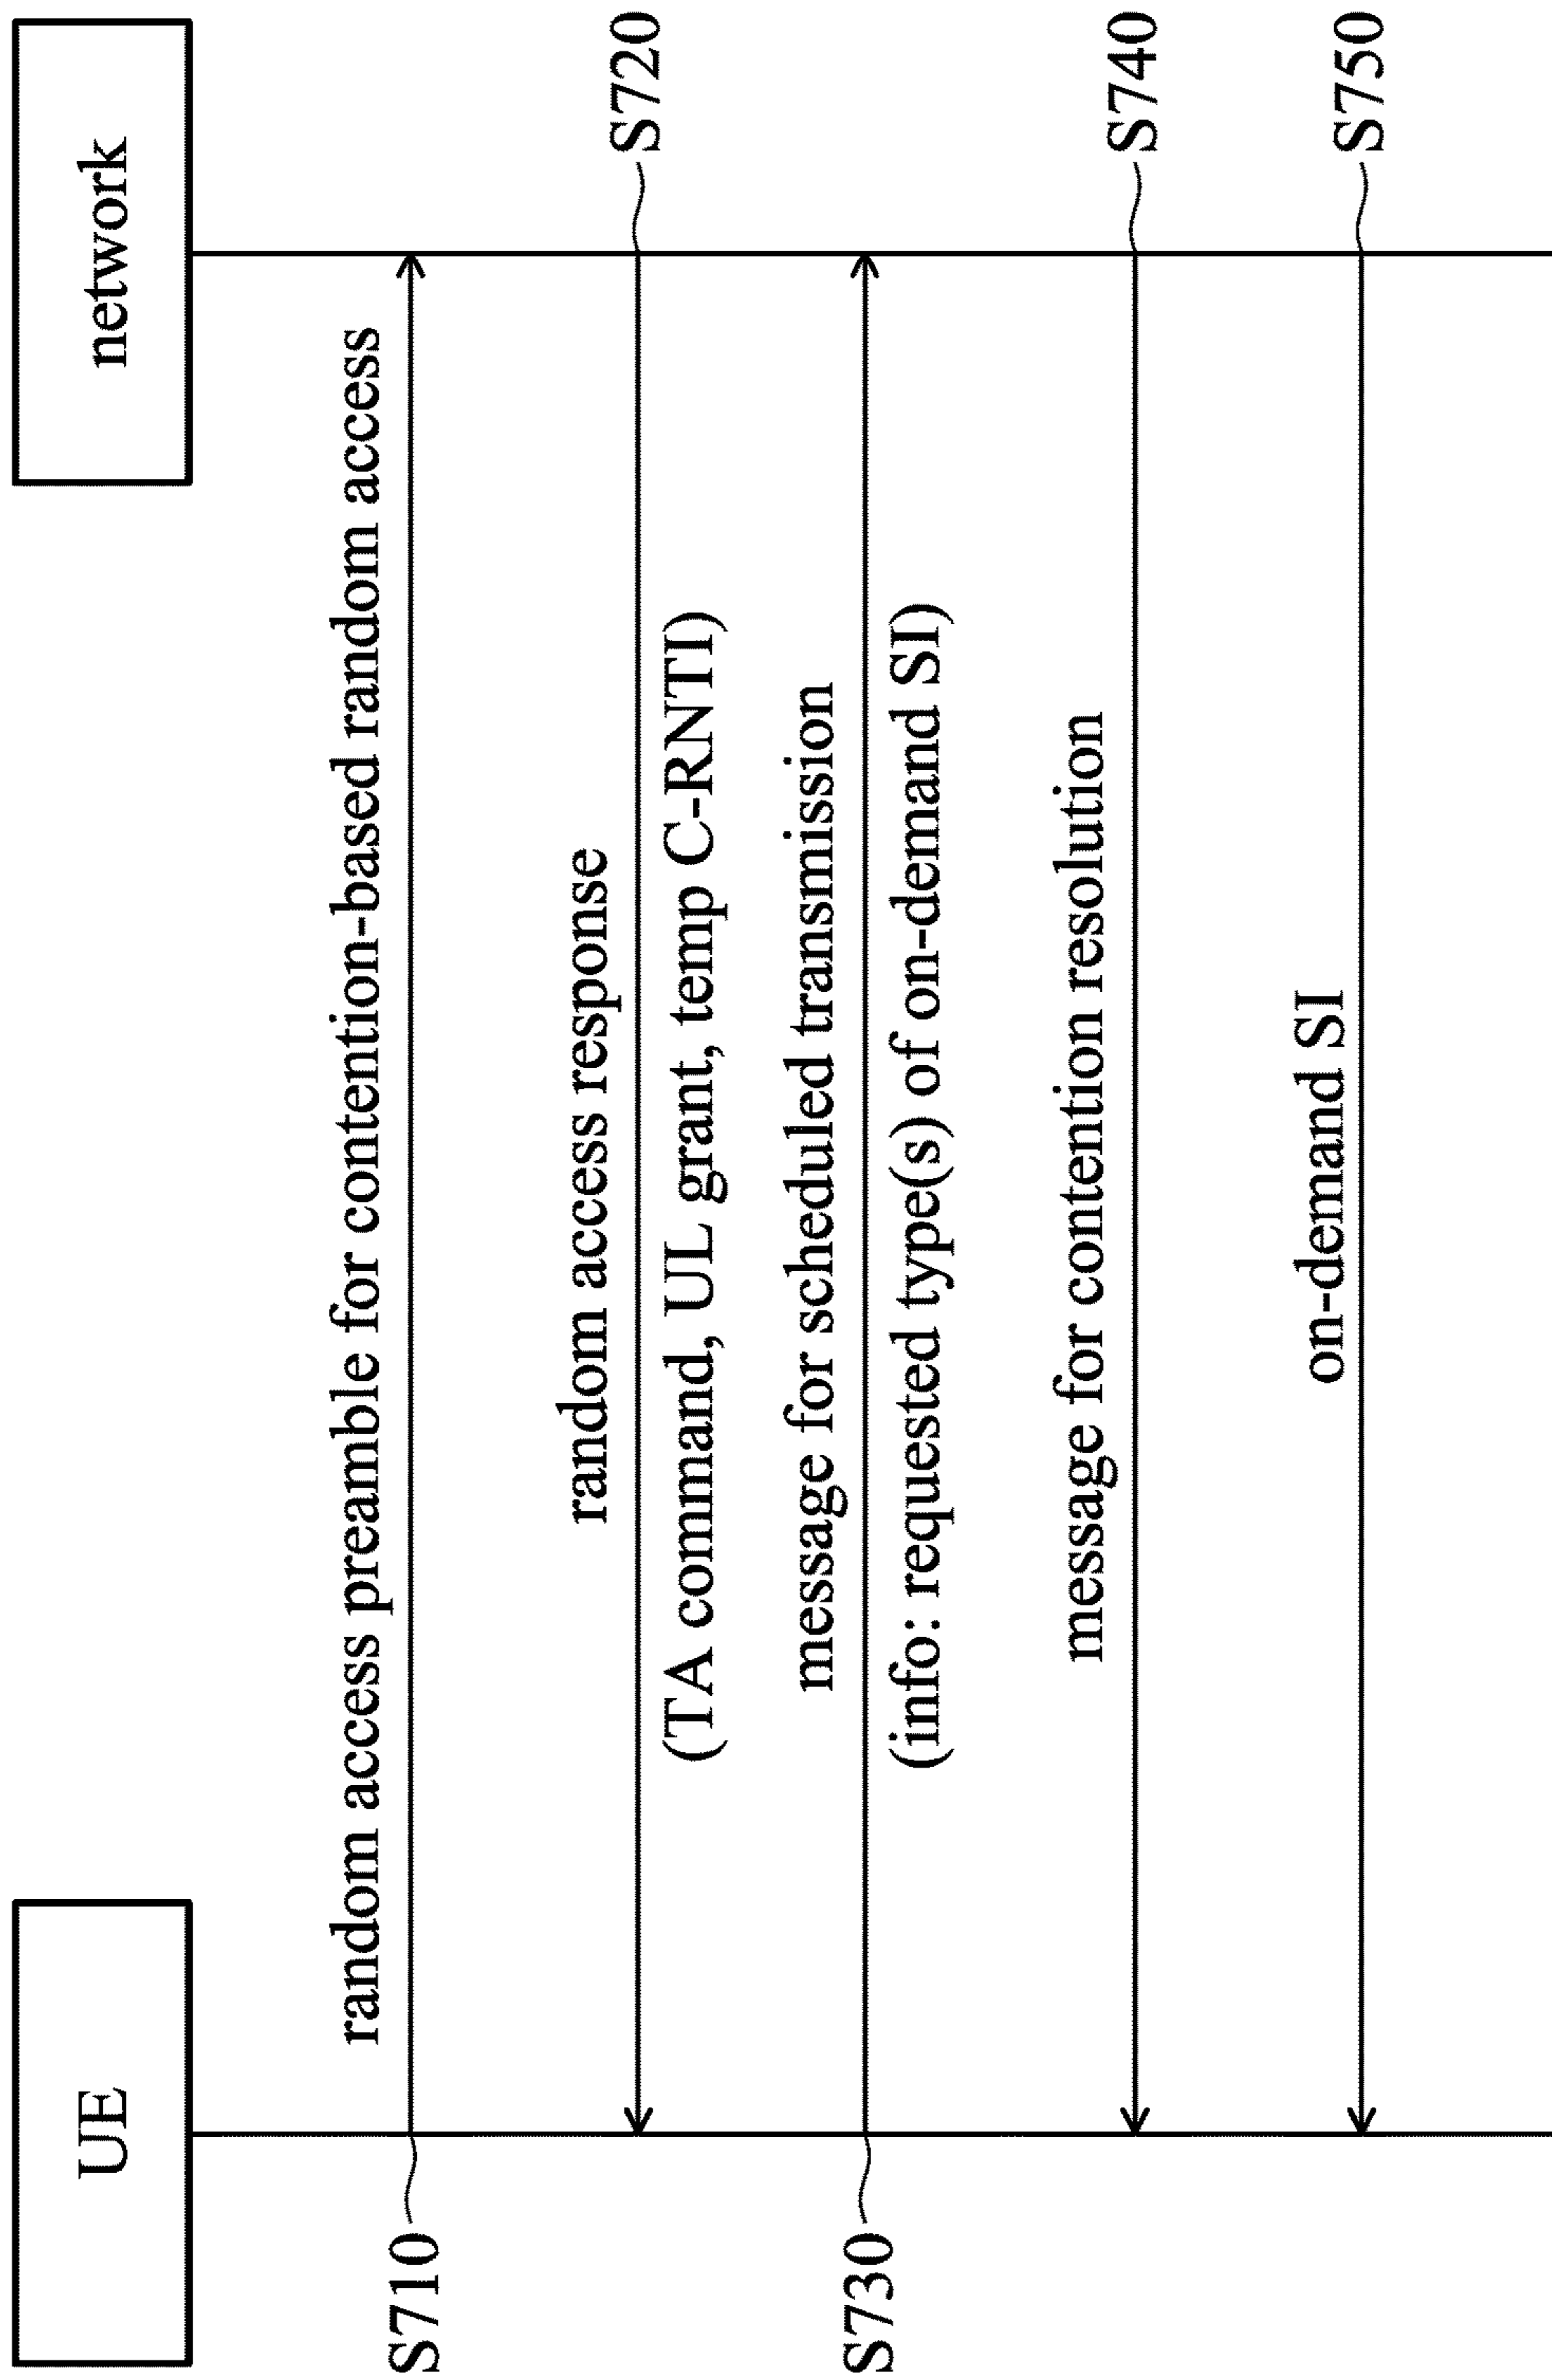 UE
network
random access preamble for contention-based random access
S710
random access response
S720
(TA command, UL grant, temp C-RNTI)
message for scheduled transmission
S730
(info: requested type(s) of on-demand SI)
message for contention resolution
S740
on-demand SI
S750